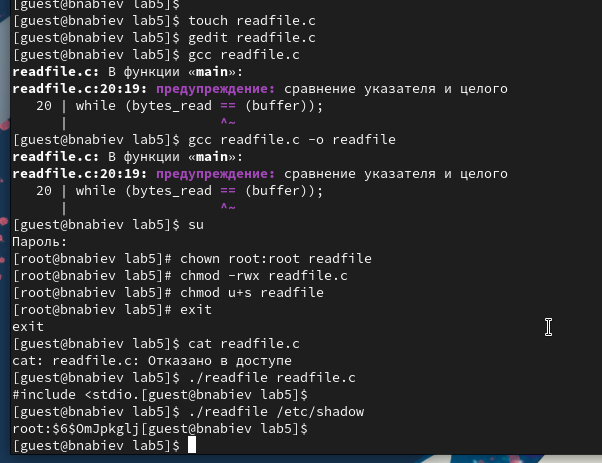 [guest@bnabiev lab5]$
[guest@bnabiev lab5]$ touch readfile.c
[guest@bnabiev lab5]$ gedit readfile.c
[guest@bnabiev lab5]$ gcc readfile.c
readfile.c: В функции «main»:
readfile.c:20:19: предупреждение: сравнение указателя и целого
   20 | while (bytes_read == (buffer));
      |                   ^~
[guest@bnabiev lab5]$ gcc readfile.c -o readfile
readfile.c: В функции «main»:
readfile.c:20:19: предупреждение: сравнение указателя и целого
   20 | while (bytes_read == (buffer));
      |                   ^~
[guest@bnabiev lab5]$ su
Пароль:
[root@bnabiev lab5]# chown root:root readfile
[root@bnabiev lab5]# chmod -rwx readfile.c
[root@bnabiev lab5]# chmod u+s readfile
[root@bnabiev lab5]# exit
exit
[guest@bnabiev lab5]$ cat readfile.c
cat: readfile.c: Отказано в доступе
[guest@bnabiev lab5]$ ./readfile readfile.c
#include <stdio.[guest@bnabiev lab5]$
[guest@bnabiev lab5]$ ./readfile /etc/shadow
root:$6$OmJpkglj[guest@bnabiev lab5]$
[guest@bnabiev lab5]$